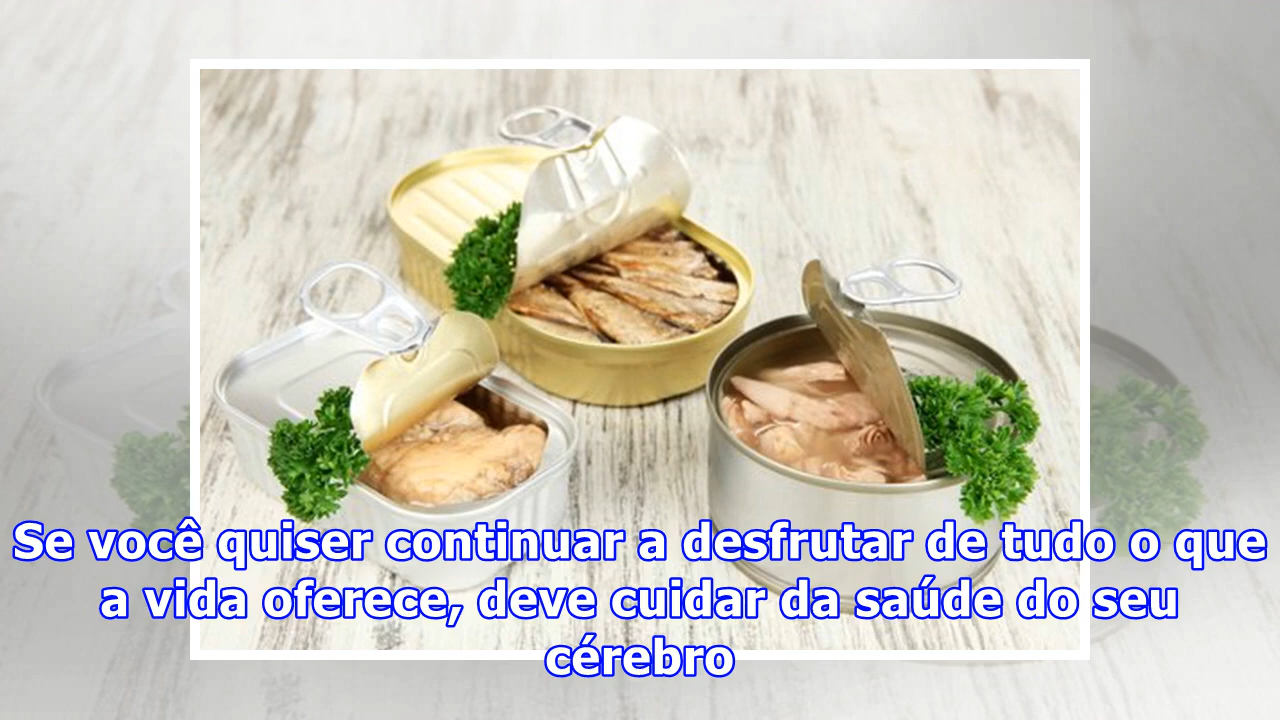 Se você quiser continuar a desfrutar de tudo o que
a vida oferece, deve cuidar da saúde do seu
cérebro